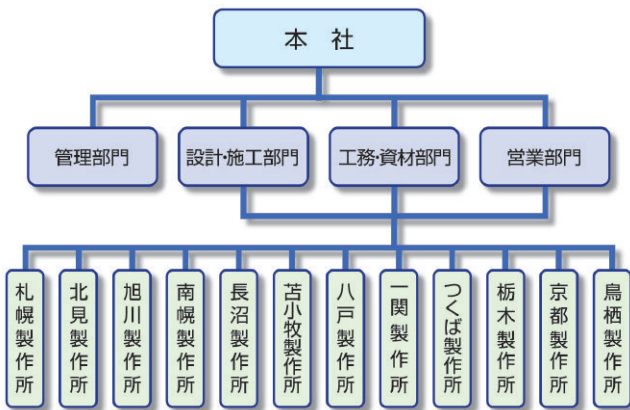 本 社
管理部門
設計・施工部門
工務・資材部門
営業部門
札幌製作所
北見製作所
旭川製作所
南幌製作所
長沼製作所
苫小牧製作所
八戸製作所
一関製作所
つくば製作所
栃木製作所
京都製作所
鳥栖製作所